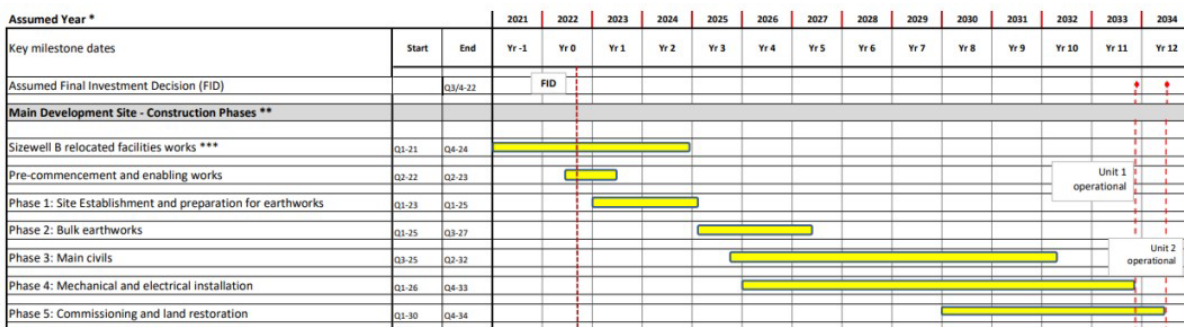 Assumed Year * 2021 2022 2023 2024 2025 2026 2027 2028 2029 2030 2031 2032 2033 2034
Key milestone dates Start End Yr -1 Yr 0 Yr 1 Yr 2 Yr 3 Yr 4 Yr 5 Yr 6 Yr 7 Yr 8 Yr 9 Yr 10 Yr 11 Yr 12
Assumed Final Investment Decision (FID) Q3/4-22 FID
Main Development Site - Construction Phases **
Sizewell B relocated facilities works *** Q1-21 Q4-24
Pre-commencement and enabling works Q2-22 Q2-23
Unit 1
operational
Phase 1: Site Establishment and preparation for earthworks Q1-23 Q1-25
Phase 2: Bulk earthworks Q1-25 Q3-27
Unit 2
operational
Phase 3: Main civils Q3-25 Q2-32
Phase 4: Mechanical and electrical installation Q1-26 Q4-33
Phase 5: Commissioning and land restoration Q1-30 Q4-34